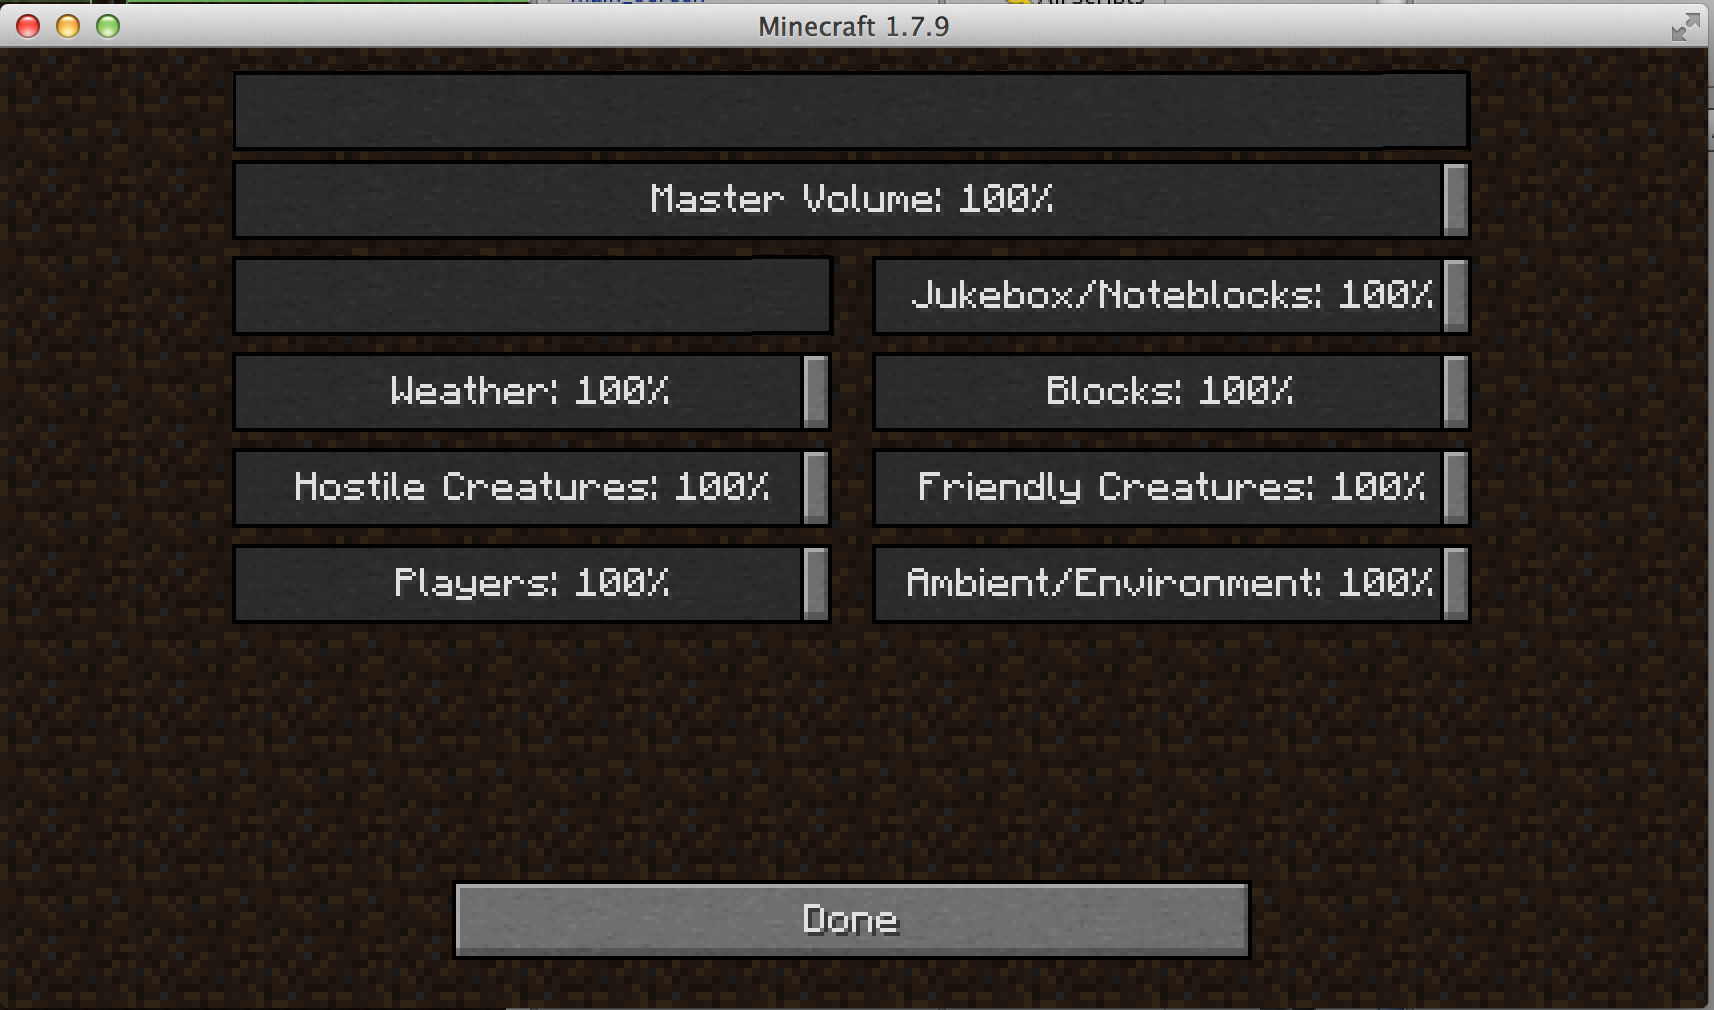 Minecraft 1.7.9
Master Volume: 100%
Jukebox/Noteblocks: 100%
Weather: 100%
Blocks: 100%
Hostile Creatures: 100%
Friendly Creatures: 100%
Players: 100%
Ambient/Environment: 100%
Done